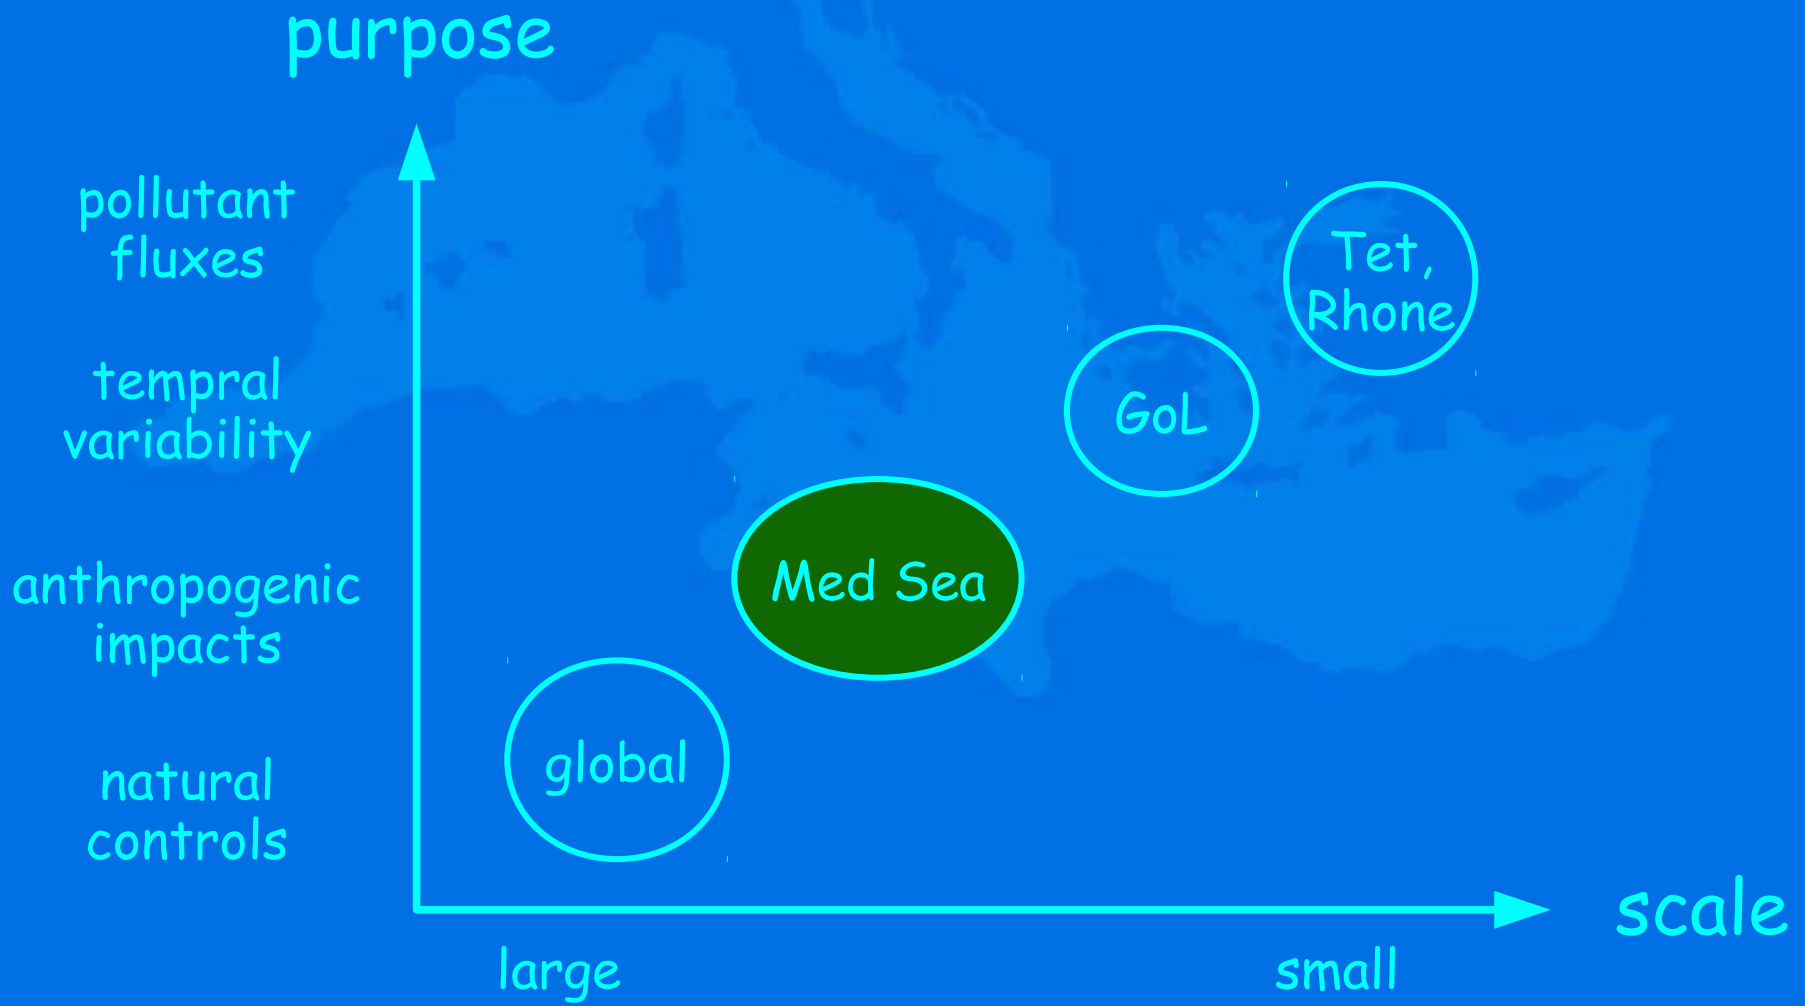 purpose
pollutant
fluxes
tempral
variability
anthropogenic
impacts
natural
controls
Tet,
Rhone
GoL
Med Sea
global
scale
large
small